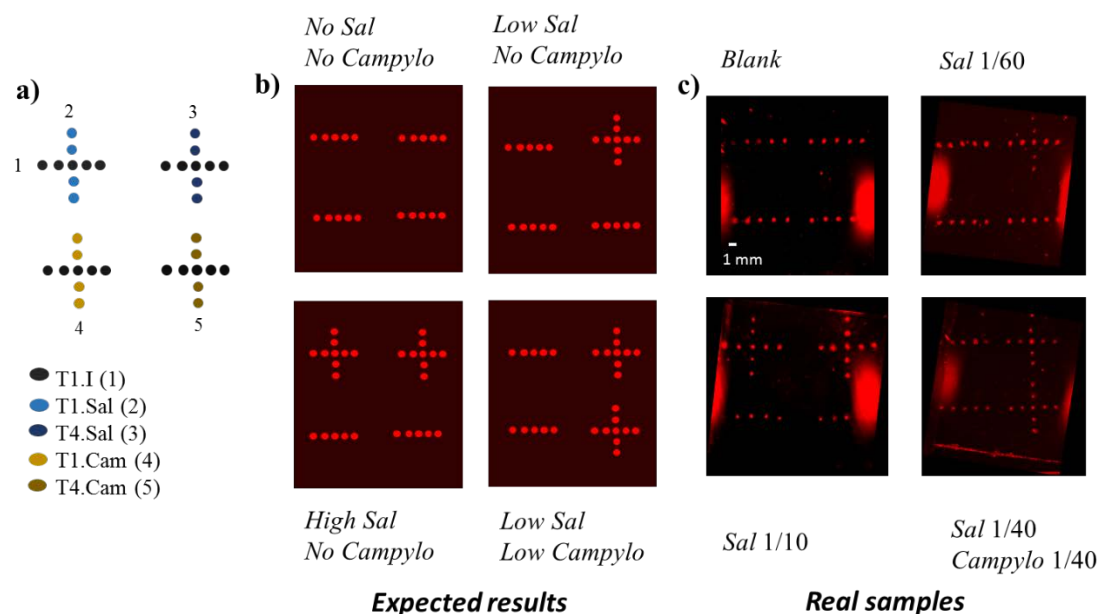 a)
2
3
1
4
5
T1.I (1)
T1.Sal (2)
T4.Sal (3)
T1.Cam (4)
T4.Cam (5)
b)
No Sal
No Campylo
Low Sal
No Campylo
High Sal
No Campylo
Low Sal
Low Campylo
Expected results
c)
Blank
Sal 1/60
1 mm
Sal 1/10
Sal 1/40
Campylo 1/40
Real samples